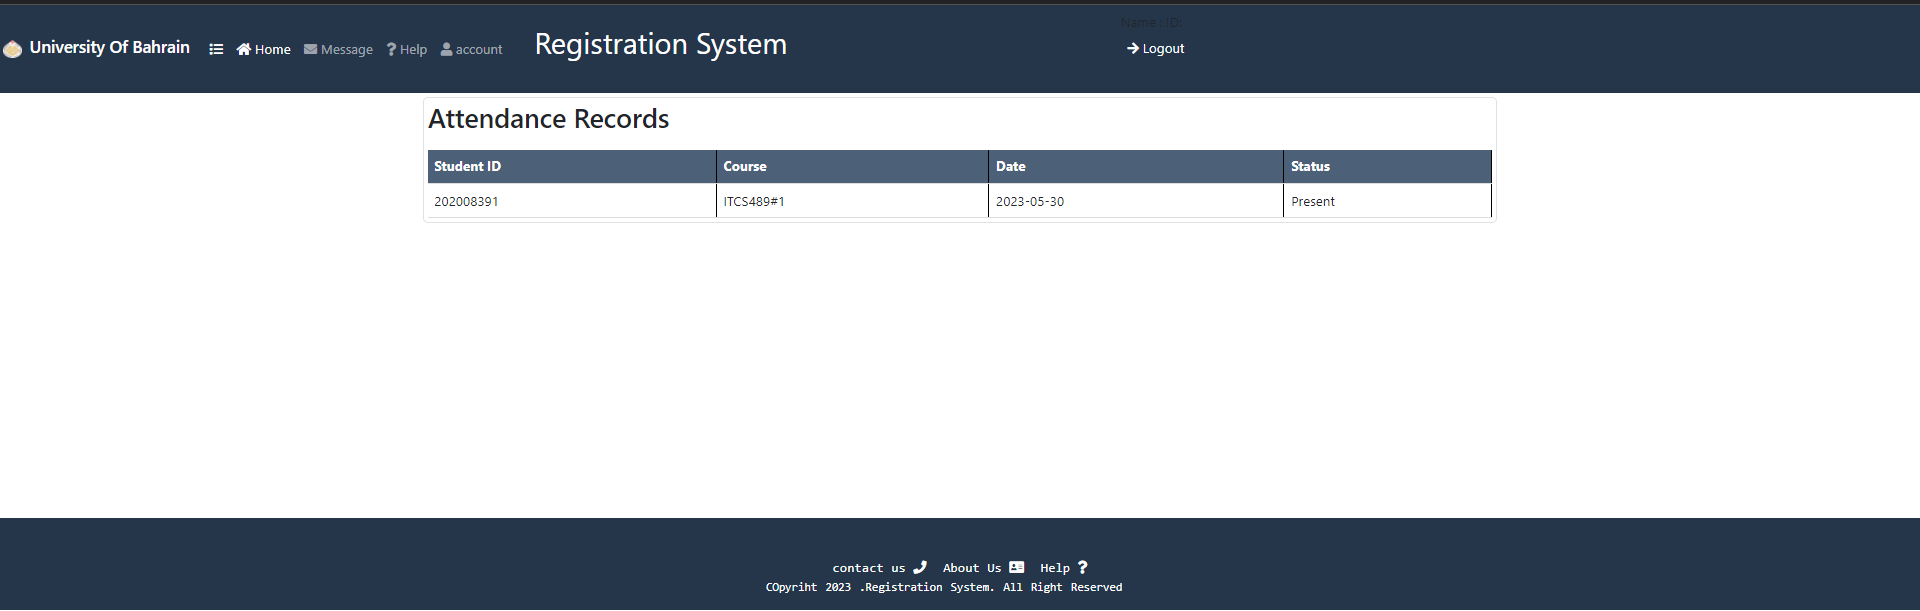 Name : ID:
University Of Bahrain Home Message Help account Registration System Logout
Attendance Records
Student ID Course Date Status
202008391 ITCS489#1 2023-05-30 Present
contact us About Us Help
COpyriht 2023 .Registration System. All Right Reserved